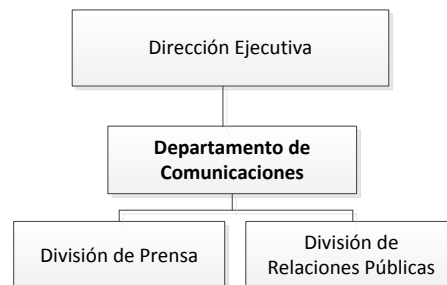 Dirección Ejecutiva
Departamento de
Comunicaciones
División de Prensa
División de
Relaciones Públicas